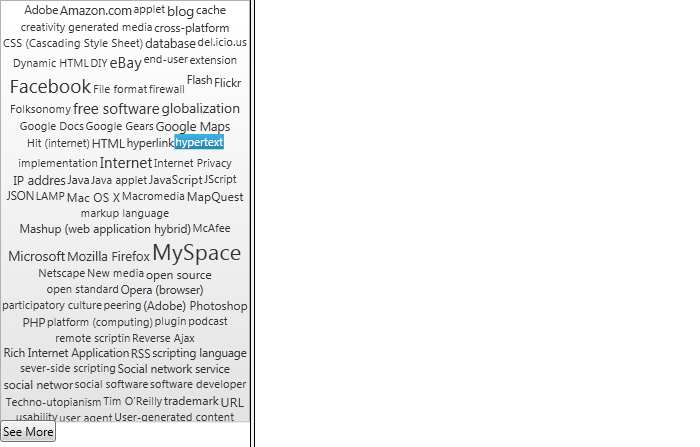 Adobe Amazon.com applet blog cache
creativity generated media cross-platform
CSS (Cascading Style Sheet) database del.icio.us
Dynamic HTML DIY eBay end-user extension
Facebook File format firewall Flash Flickr
Folksonomy free software globalization
Google Docs Google Gears Google Maps
Hit (internet) HTML hyperlink hypertext
implementation Internet Internet Privacy
IP addres Java Java applet JavaScript JScript
JSON LAMP Mac OS X Macromedia MapQuest
markup language
Mashup (web application hybrid) McAfee
Microsoft Mozilla Firefox MySpace
Netscape New media open source
open standard Opera (browser)
participatory culture peering (Adobe) Photoshop
PHP platform (computing) plugin podcast
remote scriptin Reverse Ajax
Rich Internet Application RSS scripting language
sever-side scripting Social network service
social networ social software software developer
Techno-utopianism Tim O'Reilly trademark URL
usability user agent User-generated content
See More